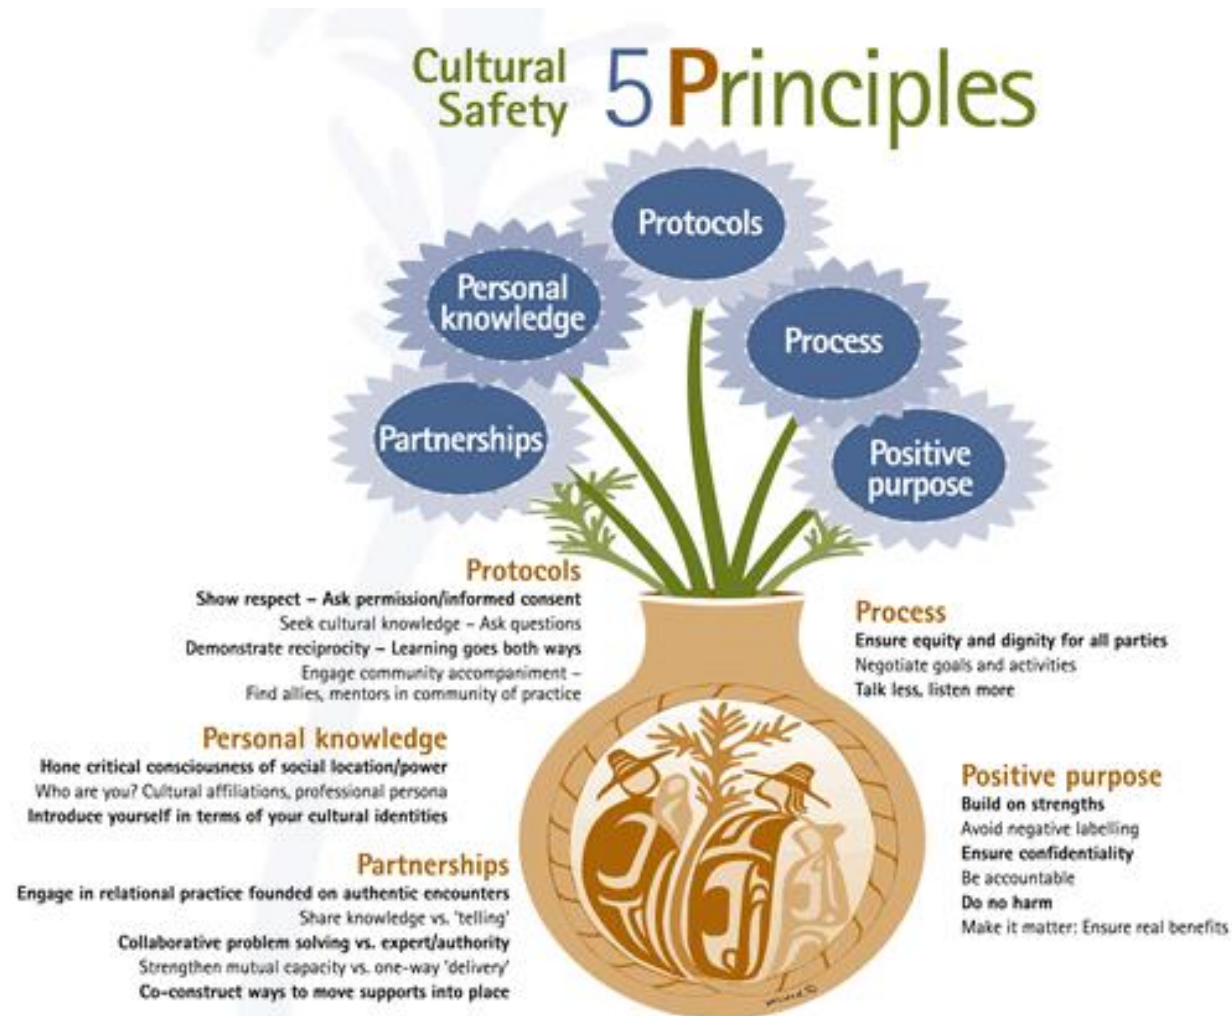 Cultural
Safety
5 Principles
Protocols
Personal
knowledge
Process
Partnerships
Positive
purpose
Protocols
Show respect – Ask permission/informed consent
Seek cultural knowledge – Ask questions
Demonstrate reciprocity – Learning goes both ways
Engage community accompaniment –
Find allies, mentors in community of practice
Personal knowledge
Hone critical consciousness of social location/power
Who are you? Cultural affiliations, professional persona
Introduce yourself in terms of your cultural identities
Partnerships
Engage in relational practice founded on authentic encounters
Share knowledge vs. 'telling'
Collaborative problem solving vs. expert/authority
Strengthen mutual capacity vs. one-way 'delivery'
Co-construct ways to move supports into place
Process
Ensure equity and dignity for all parties
Negotiate goals and activities
Talk less, listen more
Positive purpose
Build on strengths
Avoid negative labelling
Ensure confidentiality
Be accountable
Do no harm
Make it matter: Ensure real benefits